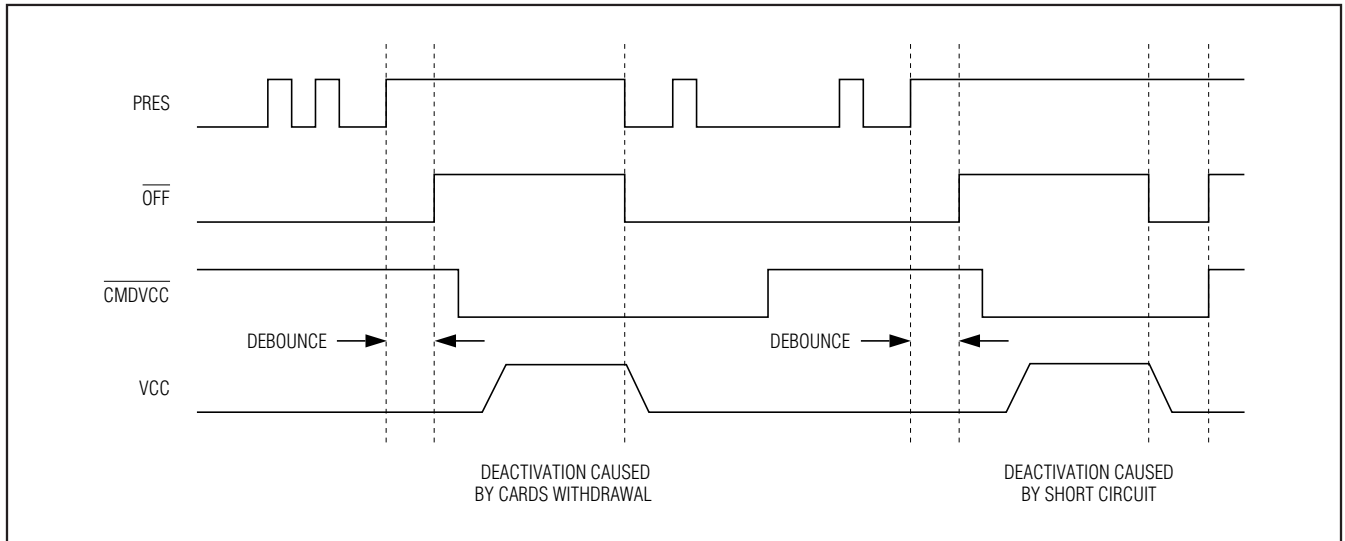 PRES
OFF
CMDVCC
DEBOUNCE
DEBOUNCE
VCC
DEACTIVATION CAUSED
BY CARDS WITHDRAWAL
DEACTIVATION CAUSED
BY SHORT CIRCUIT